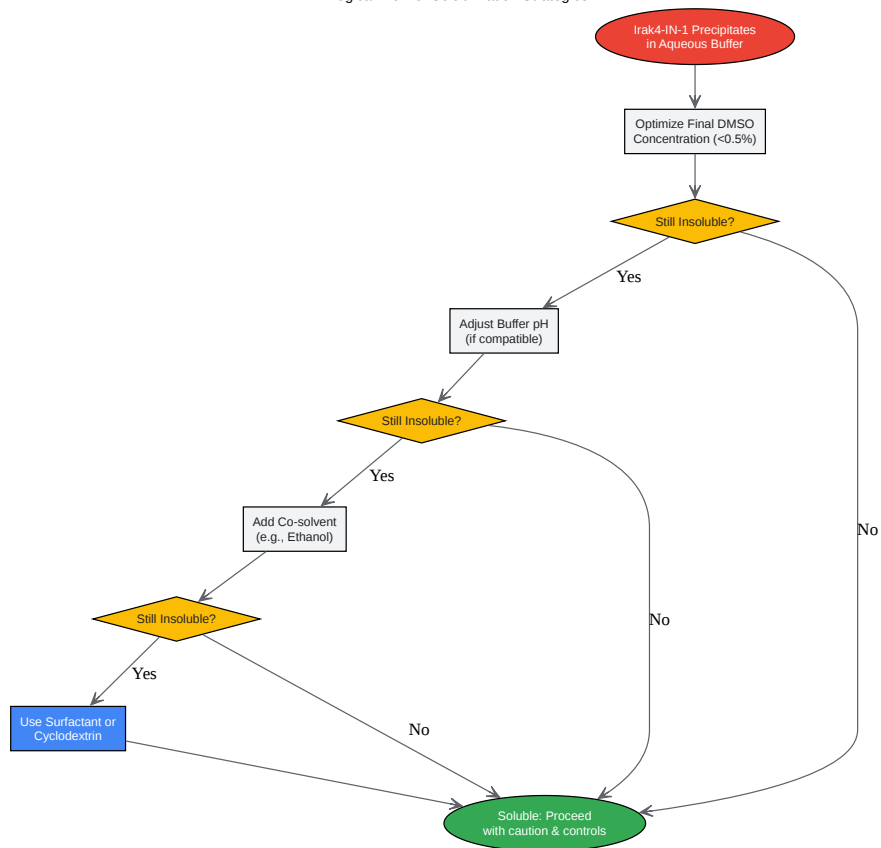 Irak4-IN-1 Precipitates
in Aqueous Buffer
Optimize Final DMSO
Concentration (<0.5%)
Still Insoluble?
Yes
Adjust Buffer pH
(if compatible)
Still Insoluble?
Yes
Add Co-solvent
(e.g., Ethanol)
No
Still Insoluble?
No
Yes
Use Surfactant or
Cyclodextrin
No
Soluble: Proceed
with caution & controls